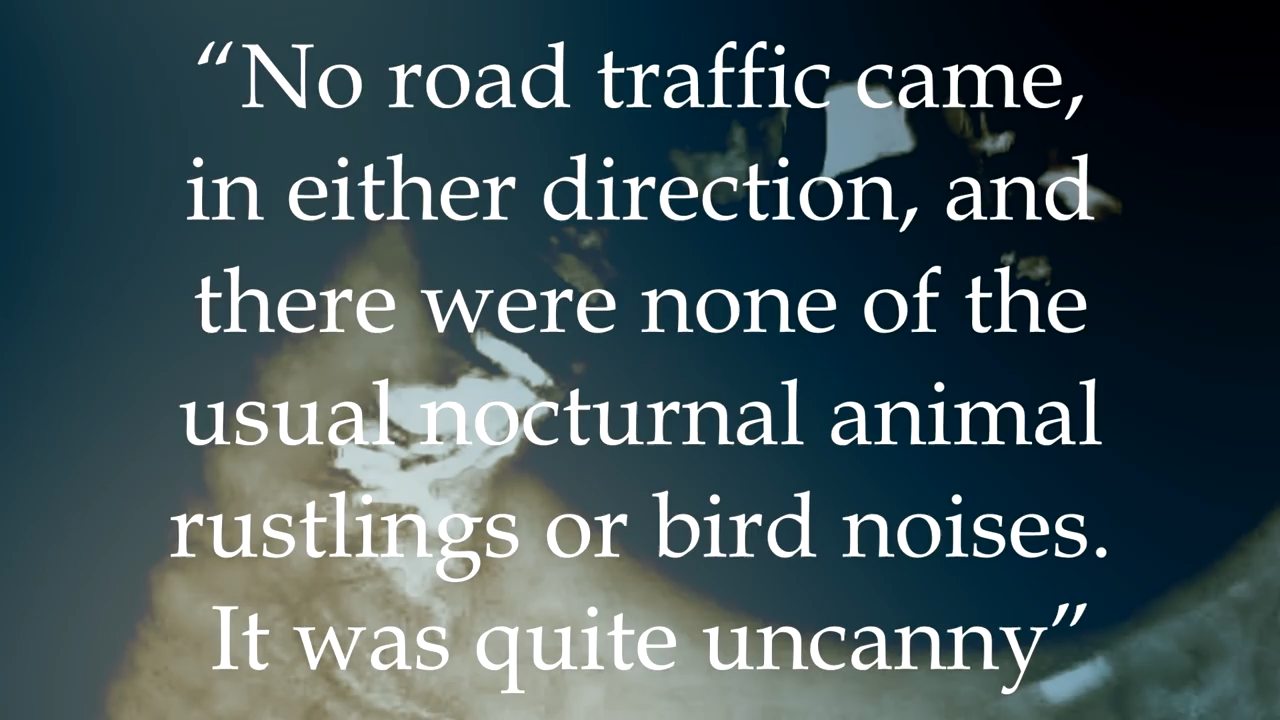 “No road traffic came,
in either direction, and
there were none of the
usual nocturnal animal
rustlings or bird noises.
It was quite uncanny”